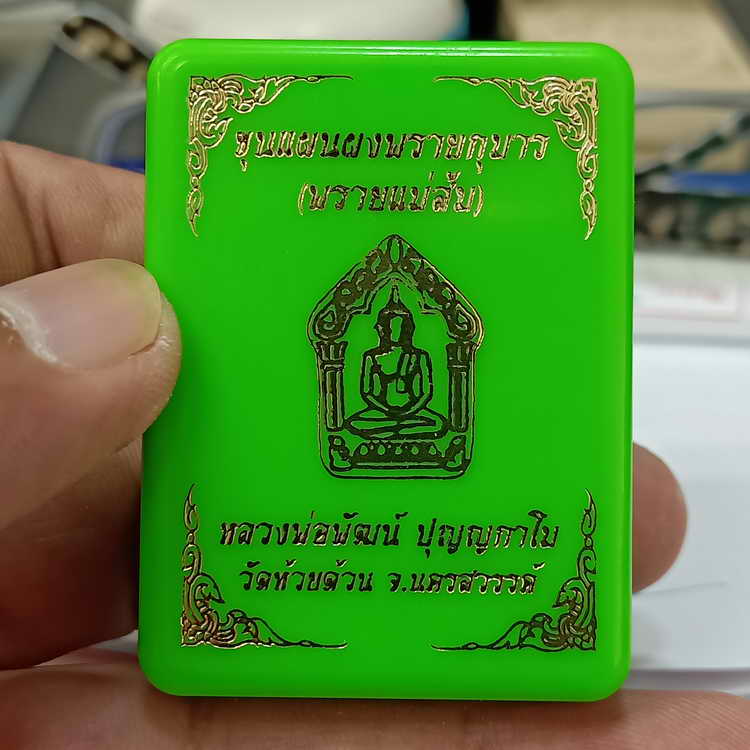 ขุนแผนผงพรายกุมาร
(พรายแม่สับ)
หลวงพ่อพัฒน์ ปุญญกาโม
วัดห้วยด้วน จ.นครสวรรค์